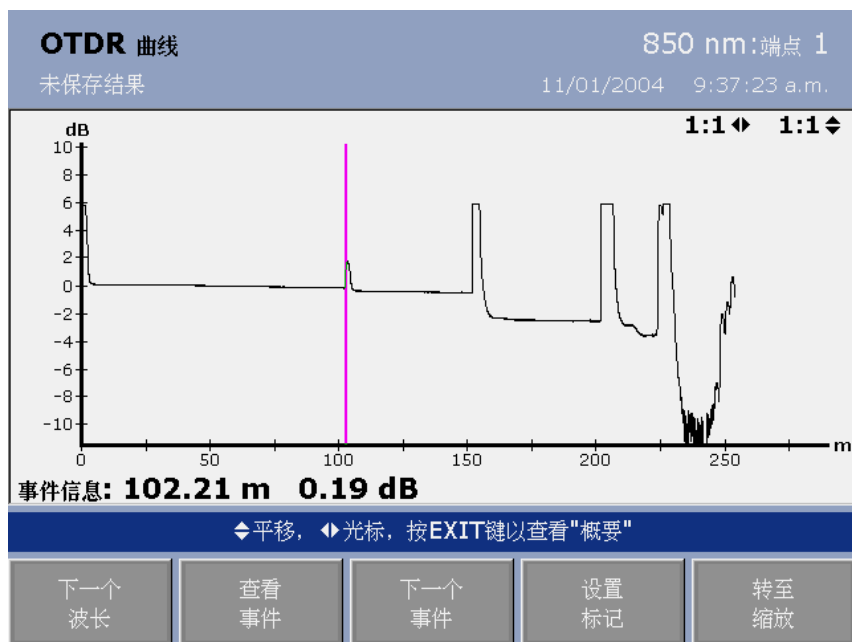 OTDR 曲线
850 nm:端点 1
未保存结果
11/01/2004 9:37:23 a.m.
dB
1:1 1:1
10
8
6
4
2
0
-2
-4
-6
-8
-10
0 50 100 150 200 250 m
事件信息: 102.21 m 0.19 dB
平移, 光标, 按EXIT键以查看"概要"
下一个 查看 下一个 设置 转至
波长 事件 事件 标记 缩放